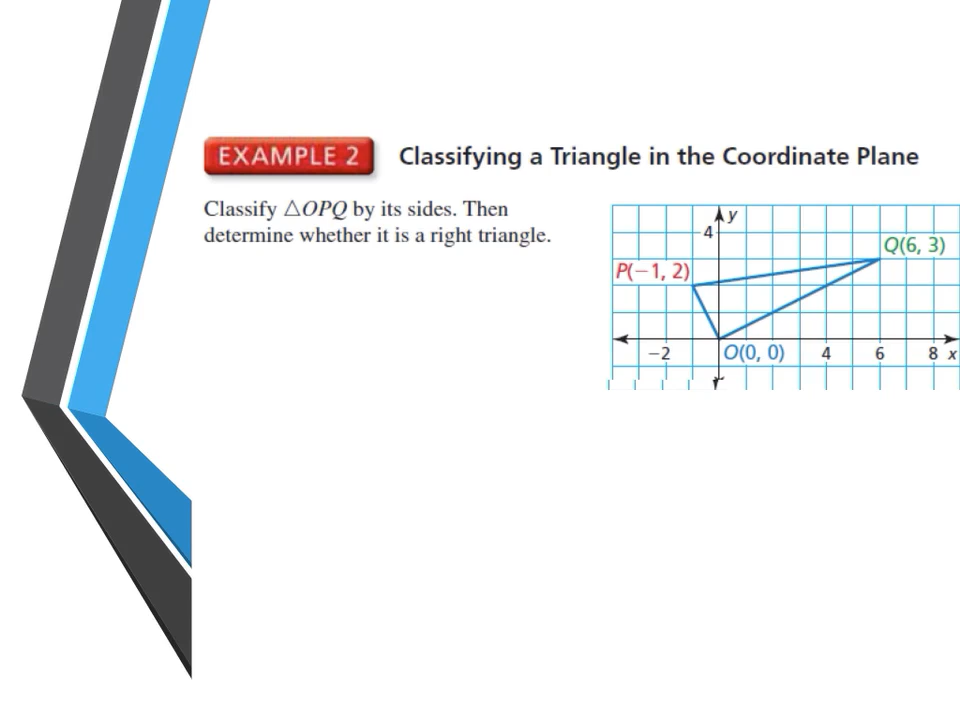 EXAMPLE 2 Classifying a Triangle in the Coordinate Plane
Classify △OPQ by its sides. Then
determine whether it is a right triangle.
y
4
Q(6, 3)
P(−1, 2)
−2 O(0, 0) 4 6 8 x